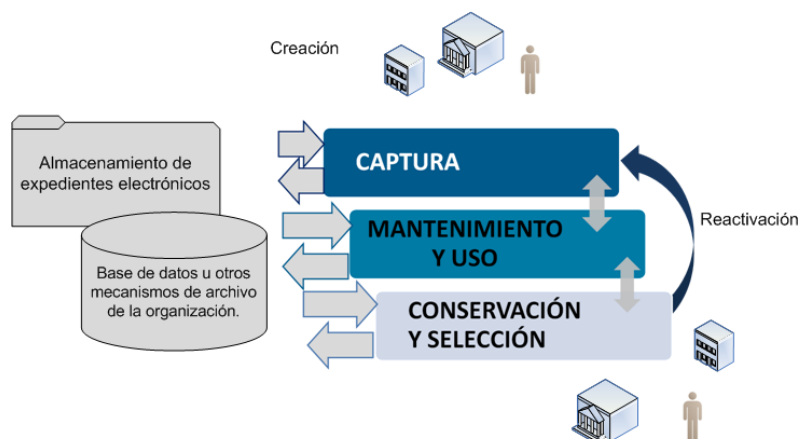 Creación
Almacenamiento de
expedientes electrónicos
CAPTURA
Reactivación
MANTENIMIENTO
Y USO
Base de datos u otros
mecanismos de archivo
de la organización.
CONSERVACIÓN
Y SELECCIÓN